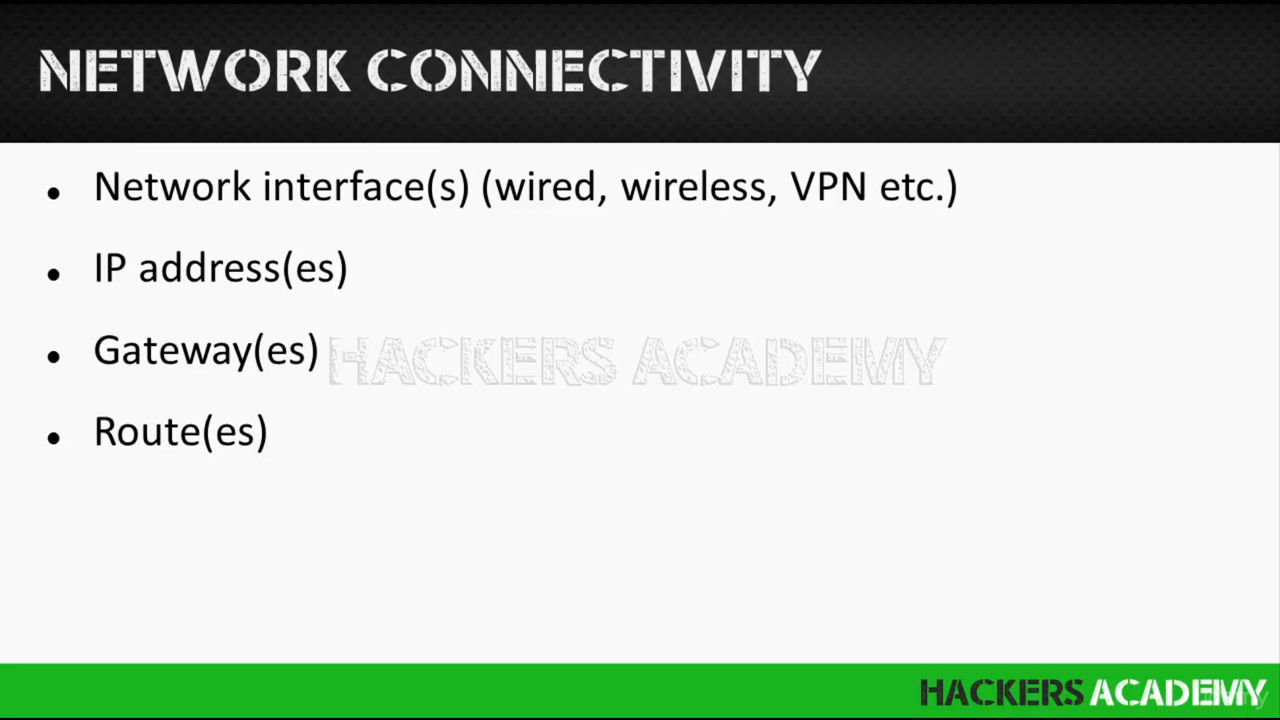 NETWORK CONNECTIVITY
• Network interface(s) (wired, wireless, VPN etc.)
• IP address(es)
• Gateway(es)
HACKERS ACADEMY
• Route(es)
HACKERS ACADEMY